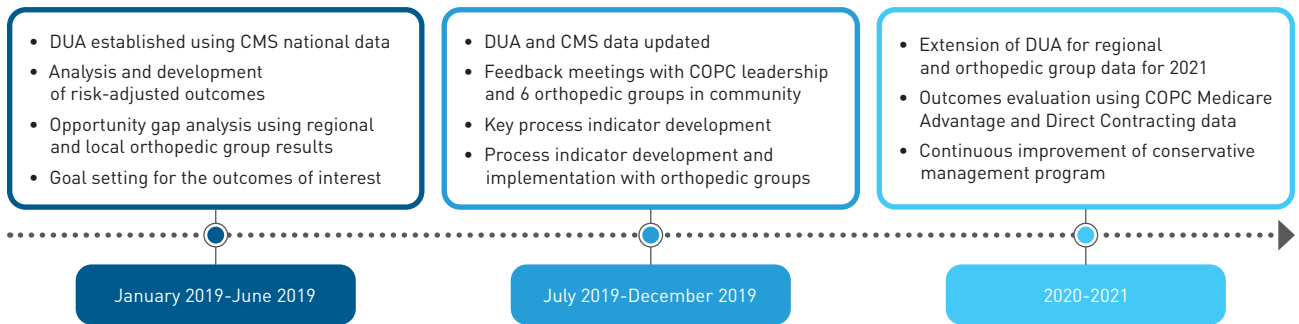 • DUA established using CMS national data
• Analysis and development
of risk-adjusted outcomes
• Opportunity gap analysis using regional
and local orthopedic group results
• Goal setting for the outcomes of interest
• DUA and CMS data updated
• Feedback meetings with COPC leadership
and 6 orthopedic groups in community
• Key process indicator development
• Process indicator development and
implementation with orthopedic groups
• Extension of DUA for regional
and orthopedic group data for 2021
• Outcomes evaluation using COPC Medicare
Advantage and Direct Contracting data
• Continuous improvement of conservative
management program
January 2019-June 2019
July 2019-December 2019
2020-2021